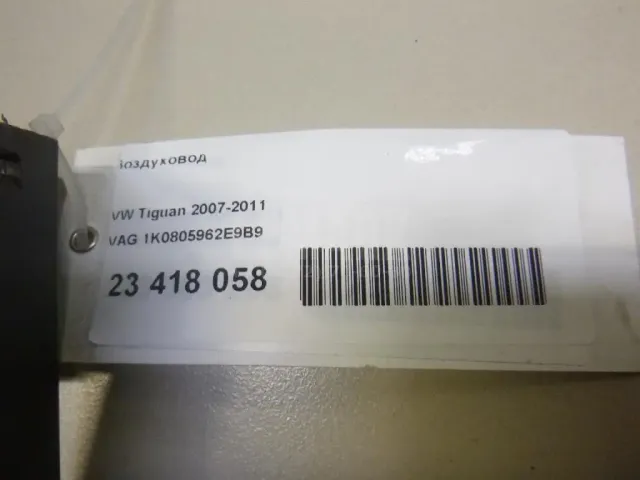 Воздуховод
VW Tiguan 2007-2011
VAG 1K0805962E9B9
23 418 058